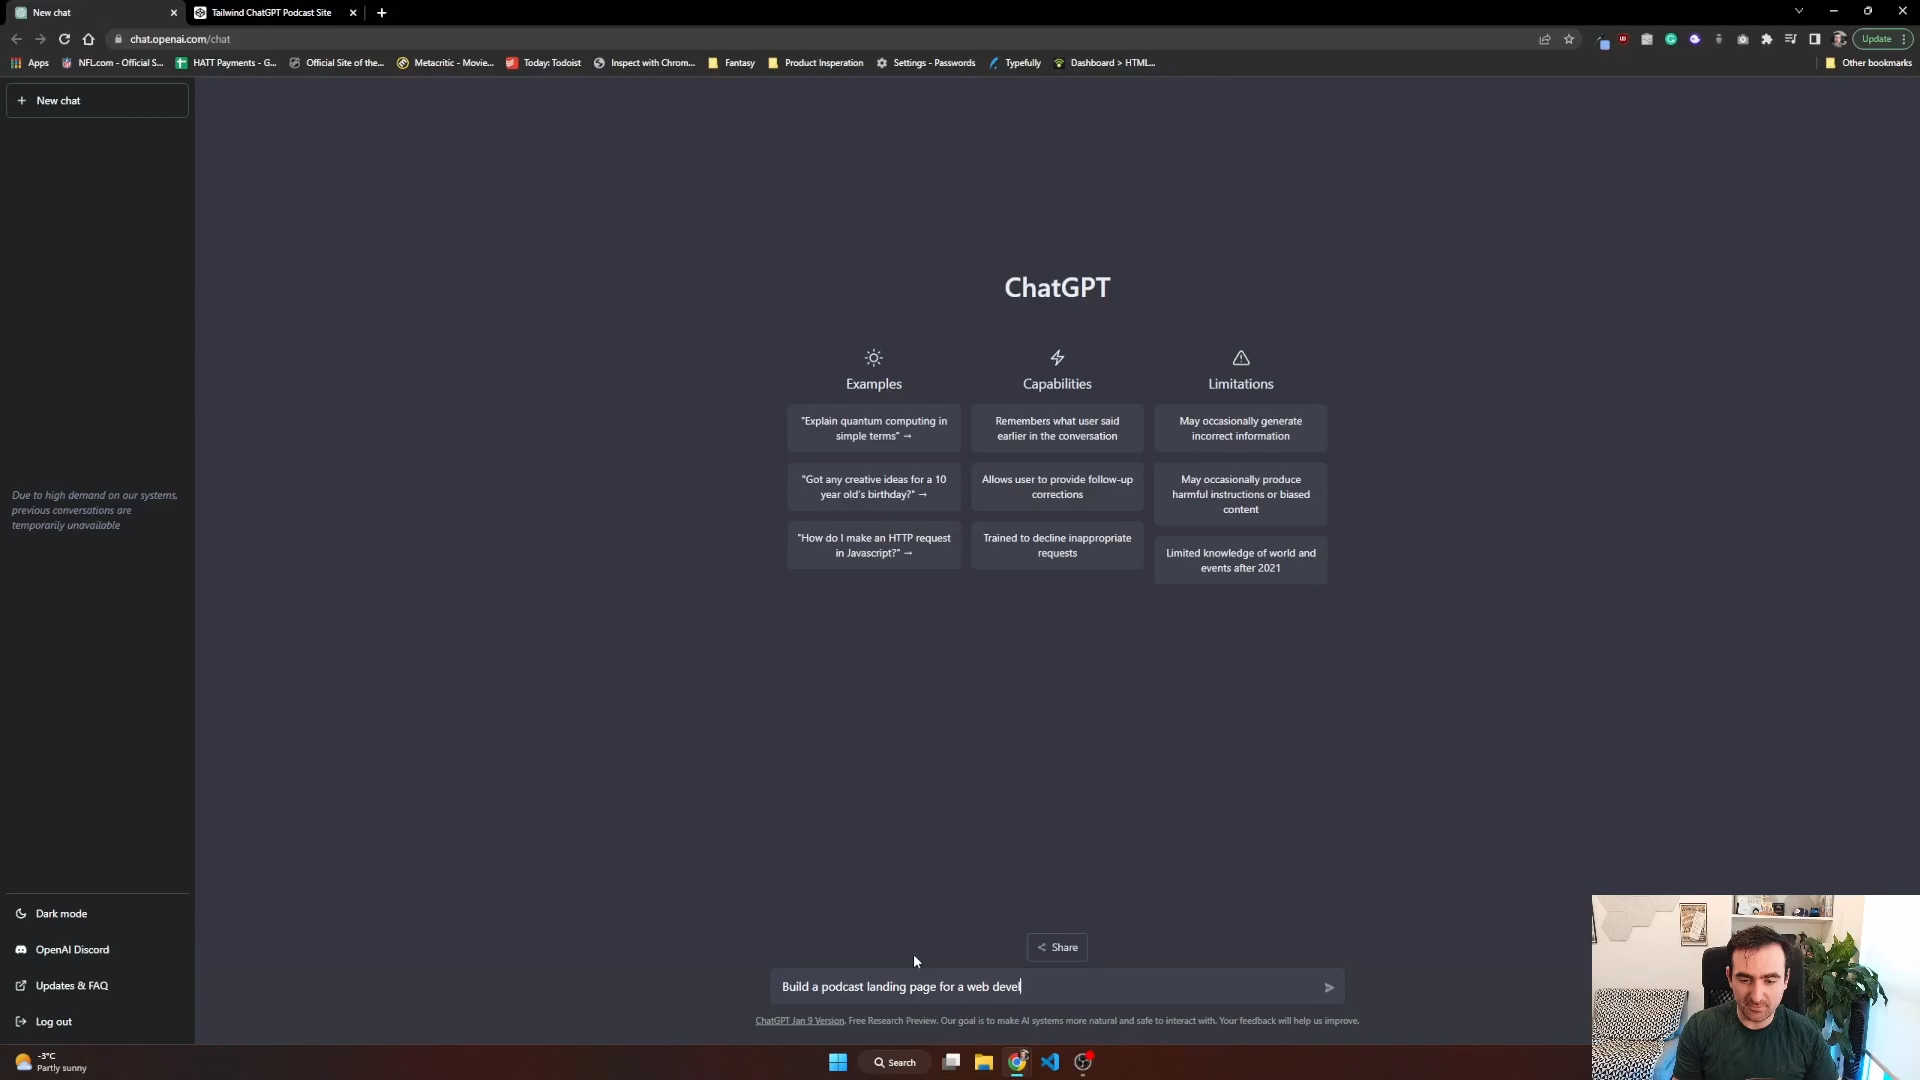 New chat
Tailwind ChatGPT Podcast Site
chat.openai.com/chat
Update
Apps
NFL.com - Official S...
HATT Payments - G...
Official Site of the...
Metacritic - Movie...
Today: Todoist
Inspect with Chrom...
Fantasy
Product Insperation
Settings - Passwords
Typefully
Dashboard > HTML...
Other bookmarks
+ New chat
ChatGPT
Examples
Capabilities
Limitations
"Explain quantum computing in
simple terms" →
Remembers what user said
earlier in the conversation
May occasionally generate
incorrect information
"Got any creative ideas for a 10
year old's birthday?" →
Allows user to provide follow-up
corrections
May occasionally produce
harmful instructions or biased
content
"How do I make an HTTP request
in Javascript?" →
Trained to decline inappropriate
requests
Limited knowledge of world and
events after 2021
Due to high demand on our systems,
previous conversations are
temporarily unavailable
Dark mode
OpenAI Discord
Updates & FAQ
Log out
Share
Build a podcast landing page for a web devel
ChatGPT Jan 9 Version. Free Research Preview. Our goal is to make AI systems more natural and safe to interact with. Your feedback will help us improve.
-3°C
Partly sunny
Search